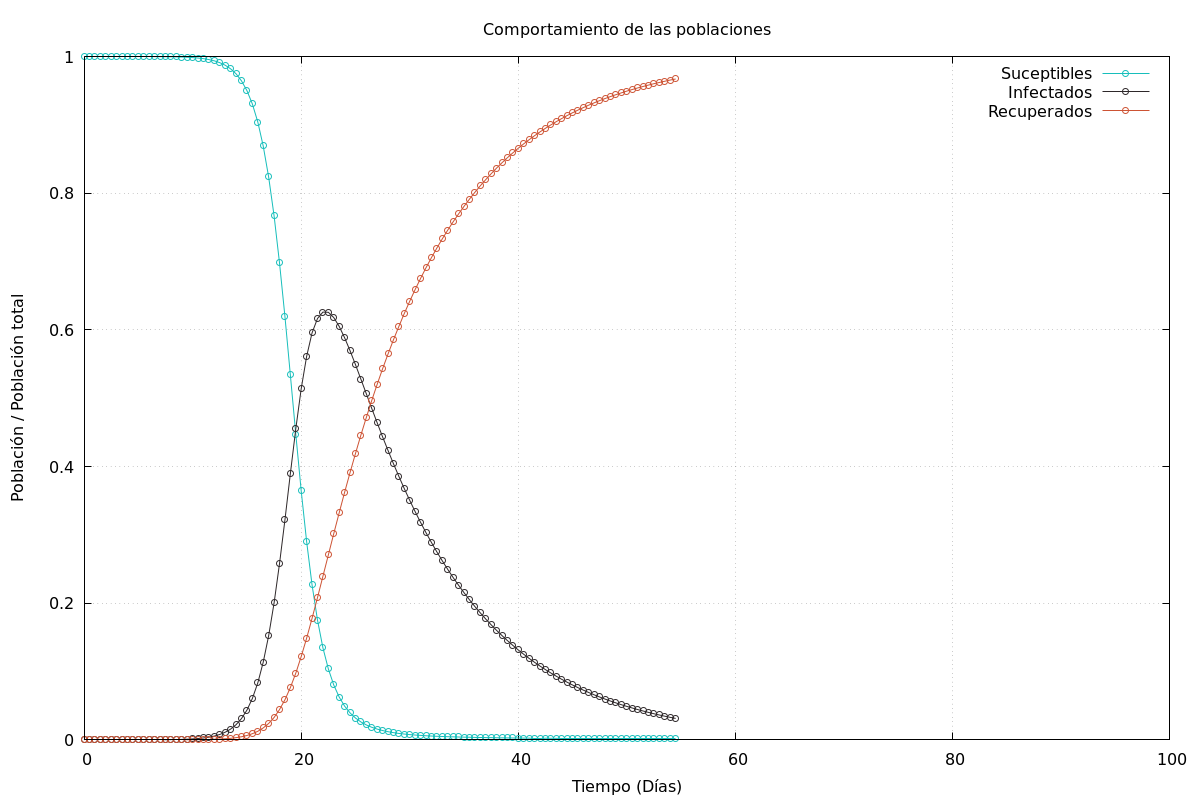 Comportamiento de las poblaciones
Suceptibles
Infectados
Recuperados
1
0.8
0.6
0.4
0.2
0
Población / Población total
0 20 40 60 80 100
Tiempo (Días)